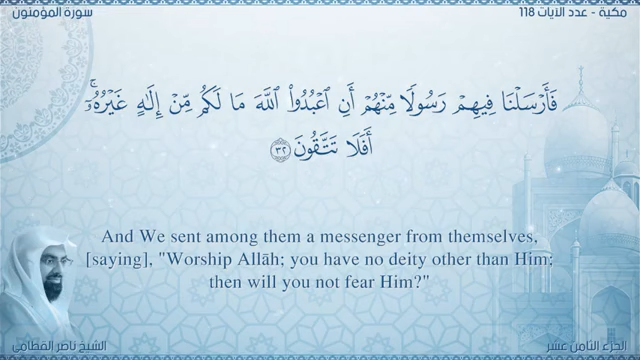 مكية - عدد الآيات 118
سورة المؤمنون
فَأَرْسَلْنَا فِيهِمْ رَسُولًا مِّنْهُمْ أَنِ ٱعْبُدُوا۟ ٱللَّهَ مَا لَكُم مِّنْ إِلَـٰهٍ غَيْرُهُۥٓ ۚ
أَفَلَا تَتَّقُونَ ٣٢
And We sent among them a messenger from themselves,
[saying], "Worship Allāh; you have no deity other than Him;
then will you not fear Him?"
الجزء الثامن عشر
الشيخ ناصر القطامي